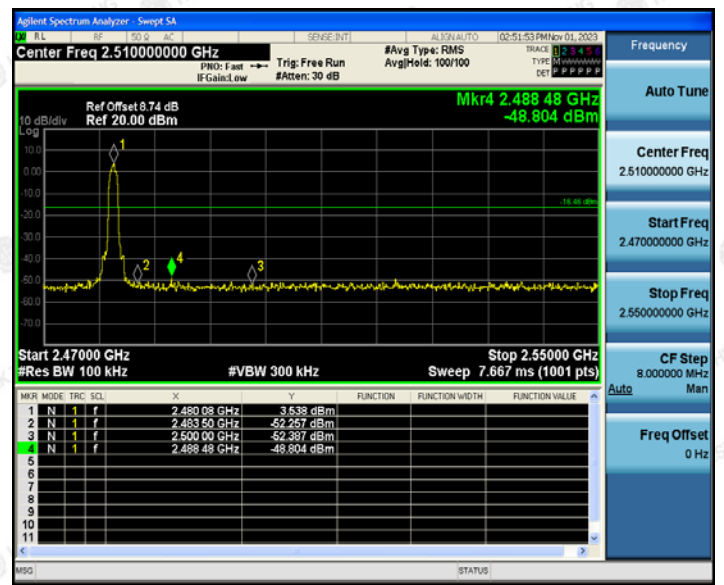 Agilent Spectrum Analyzer - Swept SA
RL RF 50 Ω AC SENSE:INT ALIGNAUTO 02:51:53 PM Nov 01, 2023
Center Freq 2.510000000 GHz
PNO: Fast
IFGain:Low
Trig: Free Run
#Atten: 30 dB
#Avg Type: RMS
Avg|Hold: 100/100
TRACE 1 2 3 4 5 6
TYPE M
DET P P P P P P
Ref Offset 8.74 dB
10 dB/div Ref 20.00 dBm
Log
Mkr4 2.488 48 GHz
-48.804 dBm
10.0
0.00
-10.0
-20.0
-30.0
-40.0
-50.0
-60.0
-70.0
1
2
4
3
-16.46 dBm
Start 2.47000 GHz Stop 2.55000 GHz
#Res BW 100 kHz #VBW 300 kHz Sweep 7.667 ms (1001 pts)
MKR MODE TRC SCL X Y FUNCTION FUNCTION WIDTH FUNCTION VALUE
1 N 1 f 2.480 08 GHz 3.538 dBm
2 N 1 f 2.483 50 GHz -52.257 dBm
3 N 1 f 2.500 00 GHz -52.387 dBm
4 N 1 f 2.488 48 GHz -48.804 dBm
5
6
7
8
9
10
11
MSG STATUS
Frequency
Auto Tune
Center Freq
2.510000000 GHz
Start Freq
2.470000000 GHz
Stop Freq
2.550000000 GHz
CF Step
8.000000 MHz
Auto Man
Freq Offset
0 Hz